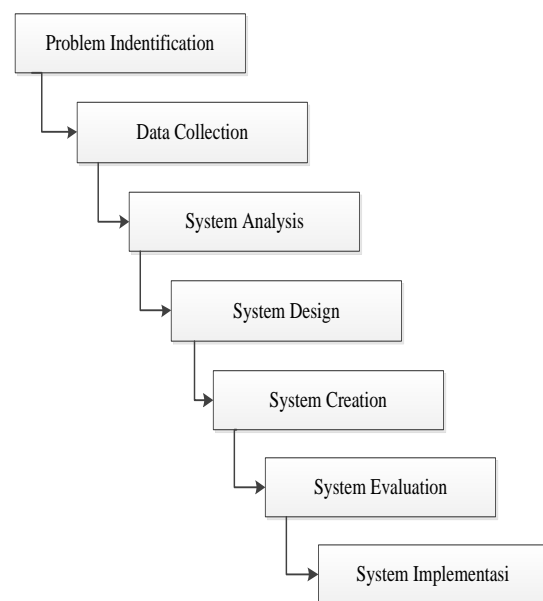 Problem Indentification
Data Collection
System Analysis
System Design
System Creation
System Evaluation
System Implementasi